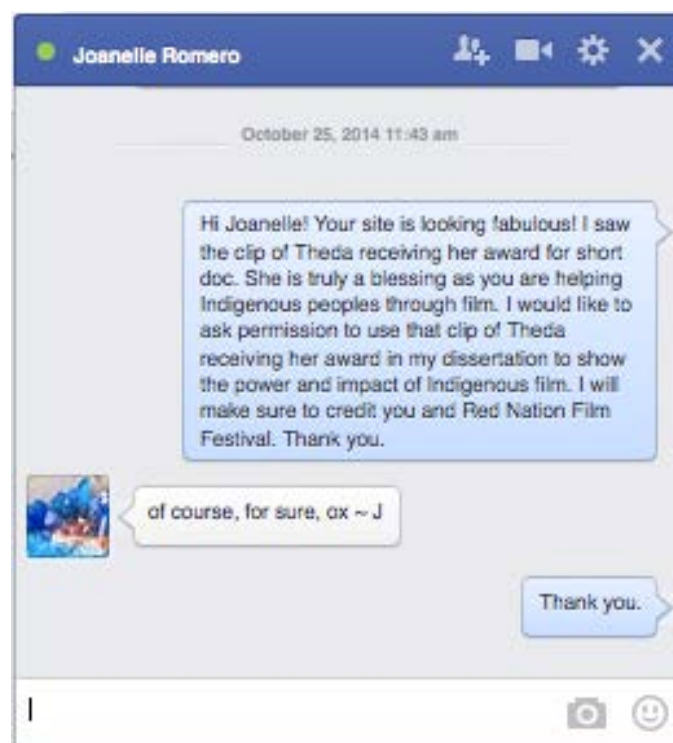 Joanelle Romero
October 25, 2014 11:43 am
Hi Joanelle! Your site is looking fabulous! I saw
the clip of Theda receiving her award for short
doc. She is truly a blessing as you are helping
Indigenous peoples through film. I would like to
ask permission to use that clip of Theda
receiving her award in my dissertation to show
the power and impact of Indigenous film. I will
make sure to credit you and Red Nation Film
Festival. Thank you.
of course, for sure, ox ~ J
Thank you.